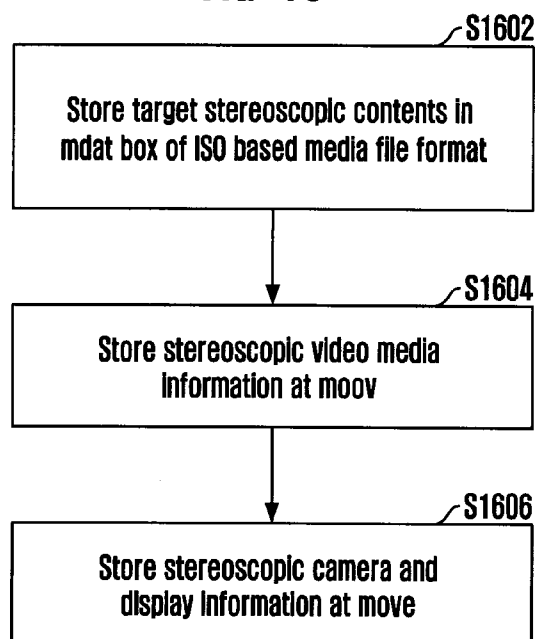 S1602
Store target stereoscopic contents in
mdat box of ISO based media file format
S1604
Store stereoscopic video media
information at moov
S1606
Store stereoscopic camera and
display information at move